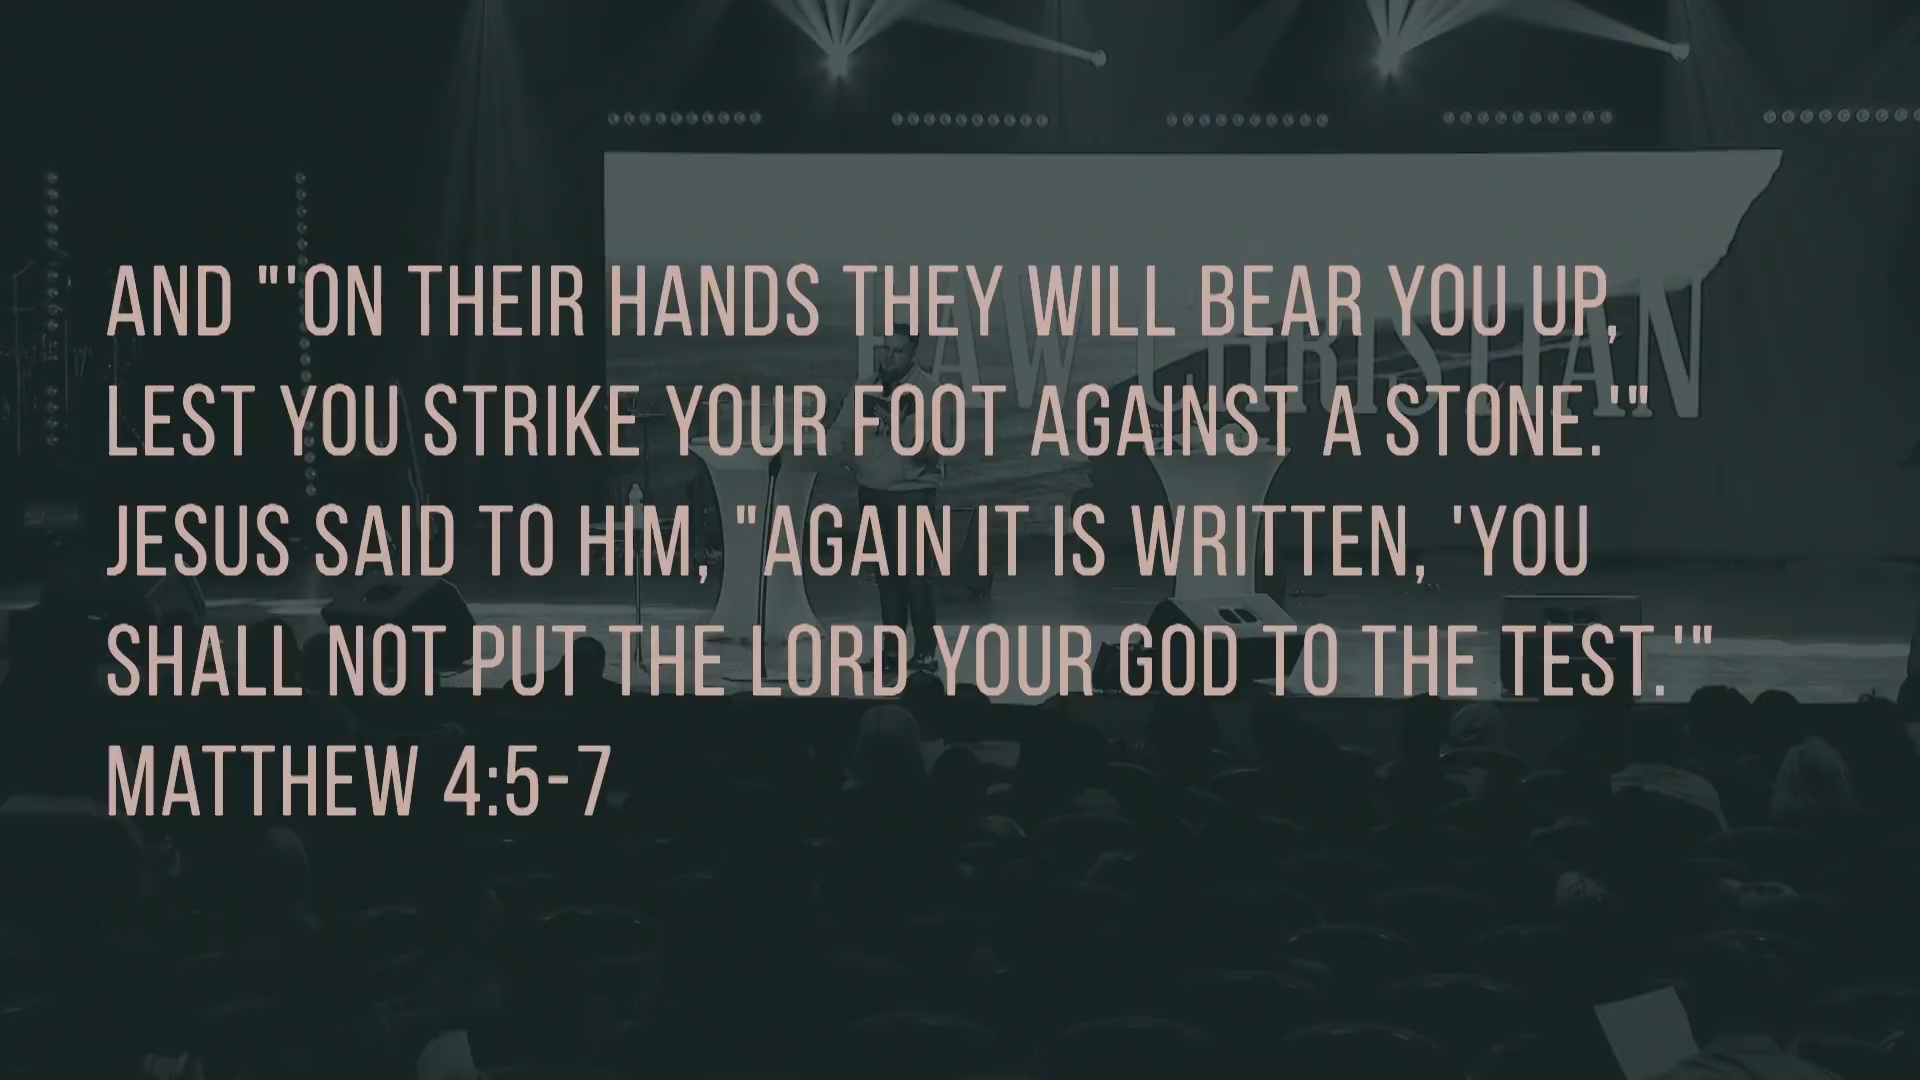 AND "'ON THEIR HANDS THEY WILL BEAR YOU UP,
LEST YOU STRIKE YOUR FOOT AGAINST A STONE.'"
JESUS SAID TO HIM, "AGAIN IT IS WRITTEN, 'YOU
SHALL NOT PUT THE LORD YOUR GOD TO THE TEST.'"
MATTHEW 4:5-7
CHRISTIAN